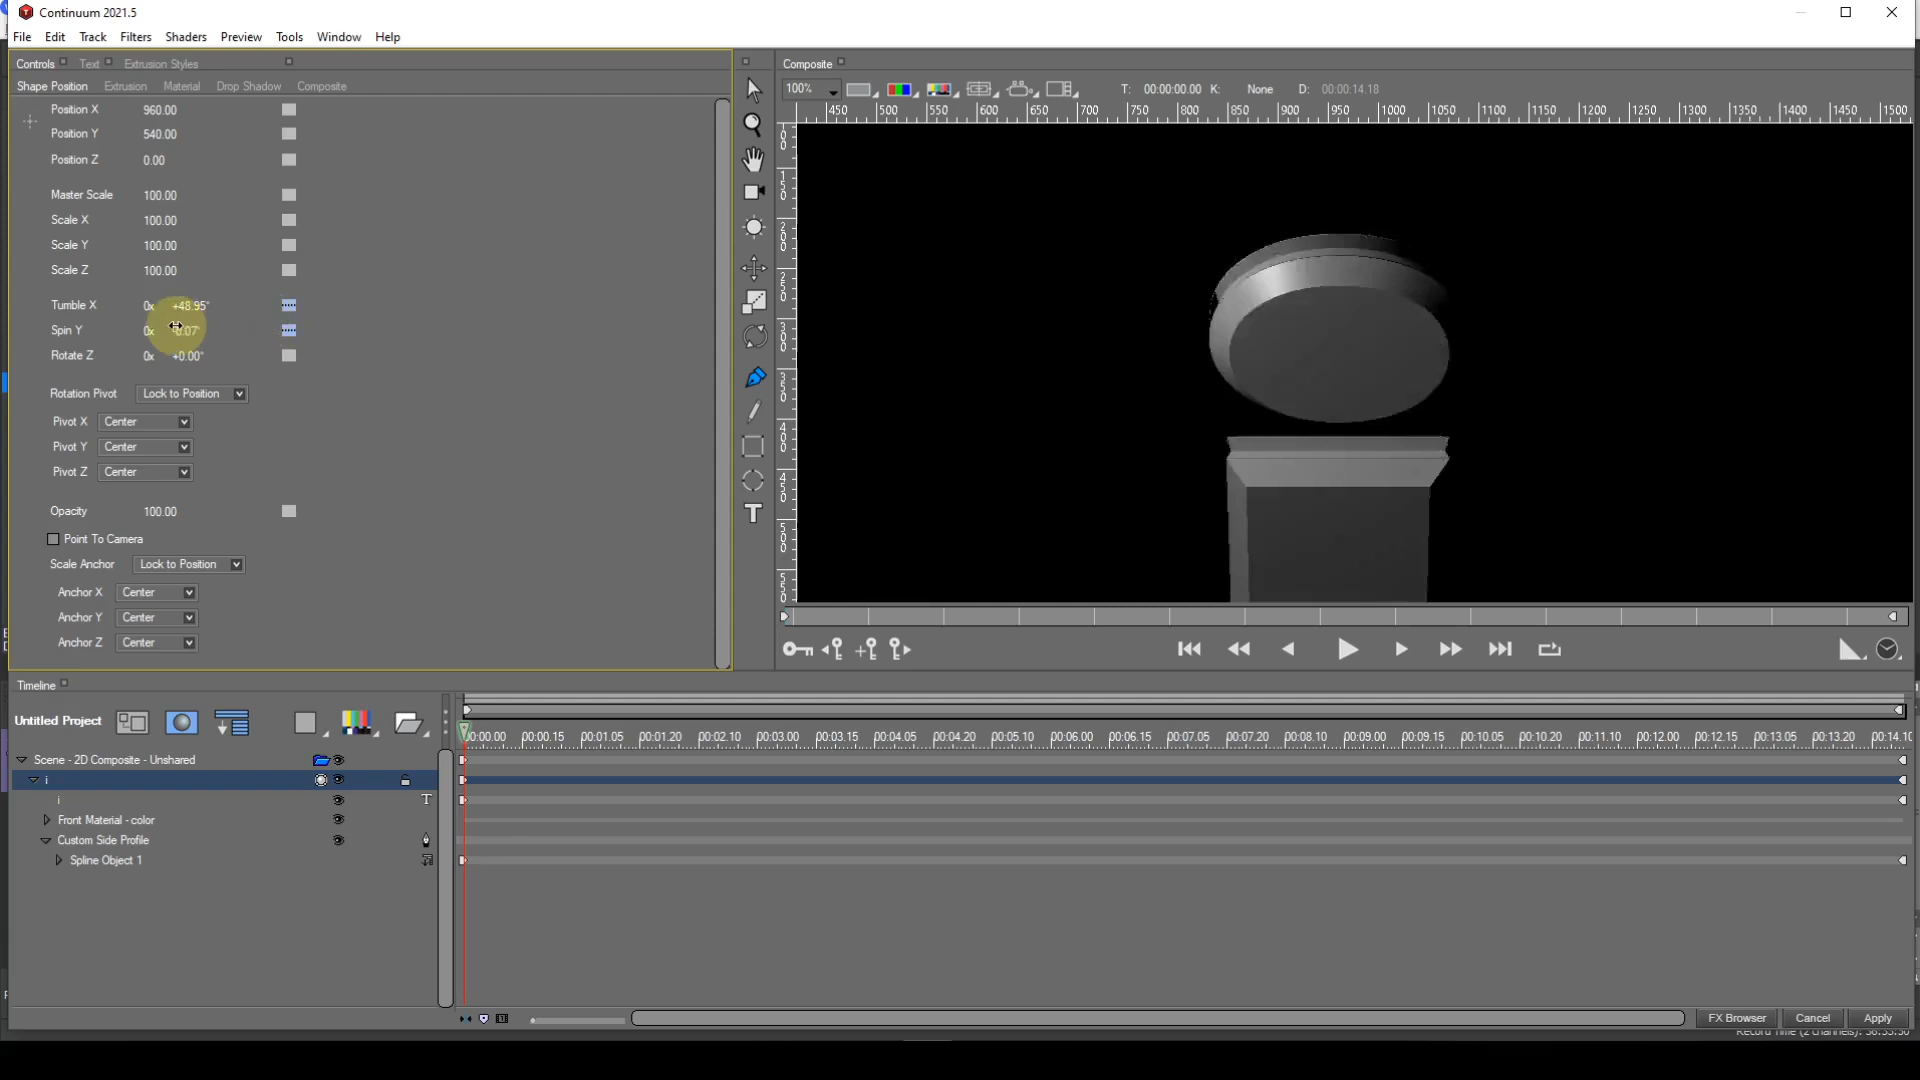 Continuum 2021.5
File Edit Track Filters Shaders Preview Tools Window Help
Controls Text Extrusion Styles
Shape Position Extrusion Material Drop Shadow Composite
Position X 960.00
Position Y 540.00
Position Z 0.00
Master Scale 100.00
Scale X 100.00
Scale Y 100.00
Scale Z 100.00
Tumble X 0x +48.95°
Spin Y 0x
Rotate Z 0x +0.00°
Rotation Pivot Lock to Position
Pivot X Center
Pivot Y Center
Pivot Z Center
Opacity 100.00
Point To Camera
Scale Anchor Lock to Position
Anchor X Center
Anchor Y Center
Anchor Z Center
Composite
100% T: 00:00:00.00 K: None D: 00:00:14.18
450 500 550 600 650 700 750 800 850 900 950 1000 1050 1100 1150 1200 1250 1300 1350 1400 1450 1500
150
200
250
300
350
400
450
500
550
Timeline
Untitled Project
00:00.00 00:00.15 00:01.05 00:01.20 00:02.10 00:03.00 00:03.15 00:04.05 00:04.20 00:05.10 00:06.00 00:06.15 00:07.05 00:07.20 00:08.10 00:09.00 00:09.15 00:10.05 00:10.20 00:11.10 00:12.00 00:12.15 00:13.05 00:13.20 00:14.10
Scene - 2D Composite - Unshared
i
i T
Front Material - color
Custom Side Profile
Spline Object 1
FX Browser Cancel Apply